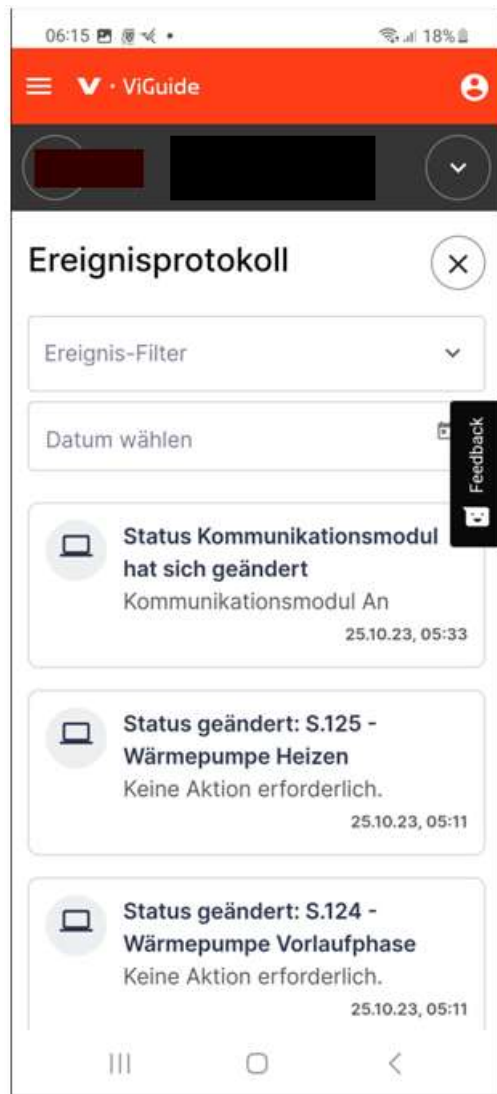 06:15
18%
V · ViGuide
Ereignisprotokoll
Ereignis-Filter
Datum wählen
Feedback
Status Kommunikationsmodul
hat sich geändert
Kommunikationsmodul An
25.10.23, 05:33
Status geändert: S.125 -
Wärmepumpe Heizen
Keine Aktion erforderlich.
25.10.23, 05:11
Status geändert: S.124 -
Wärmepumpe Vorlaufphase
Keine Aktion erforderlich.
25.10.23, 05:11